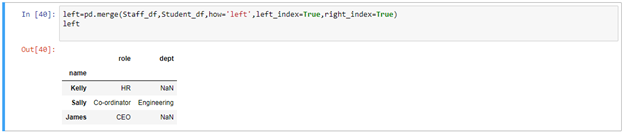 In [40]: left=pd.merge(Staff_df,Student_df,how='left',left_index=True,right_index=True)
left
Out[40]:
role dept
name
Kelly HR NaN
Sally Co-ordinator Engineering
James CEO NaN